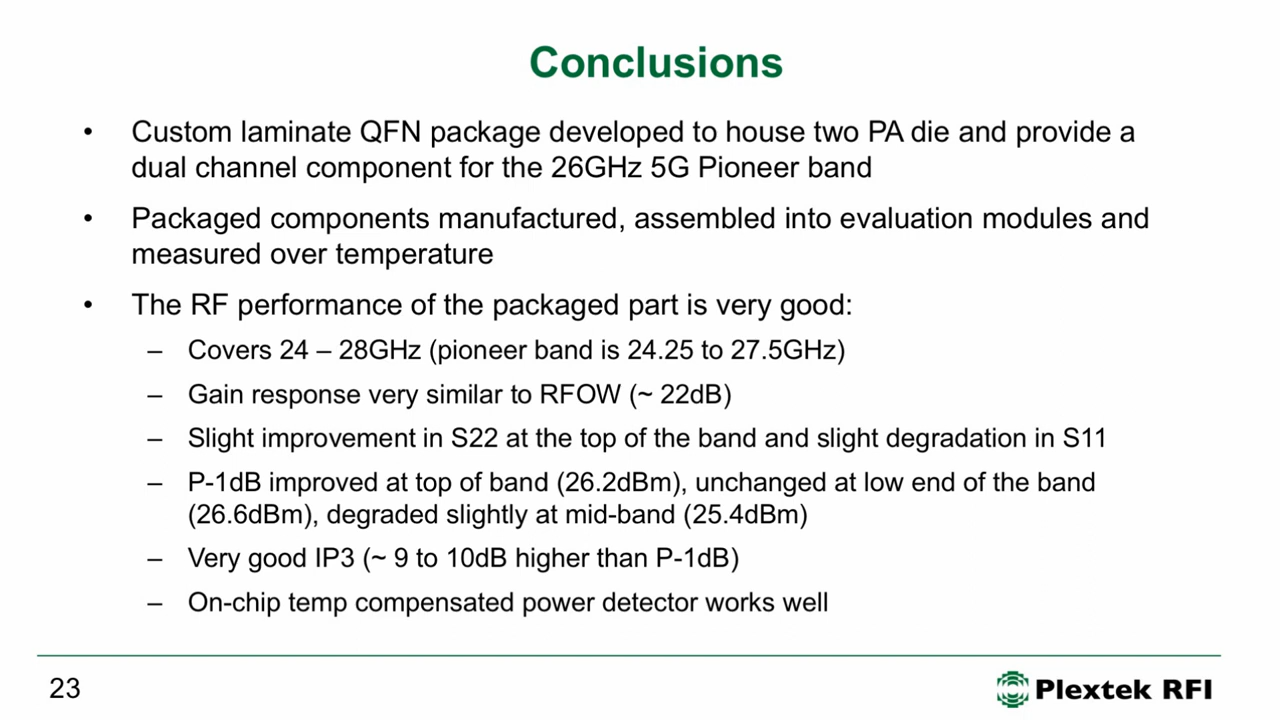 Conclusions
• Custom laminate QFN package developed to house two PA die and provide a
dual channel component for the 26GHz 5G Pioneer band
• Packaged components manufactured, assembled into evaluation modules and
measured over temperature
• The RF performance of the packaged part is very good:
– Covers 24 – 28GHz (pioneer band is 24.25 to 27.5GHz)
– Gain response very similar to RFOW (~ 22dB)
– Slight improvement in S22 at the top of the band and slight degradation in S11
– P-1dB improved at top of band (26.2dBm), unchanged at low end of the band
(26.6dBm), degraded slightly at mid-band (25.4dBm)
– Very good IP3 (~ 9 to 10dB higher than P-1dB)
– On-chip temp compensated power detector works well
23
Plextek RFI